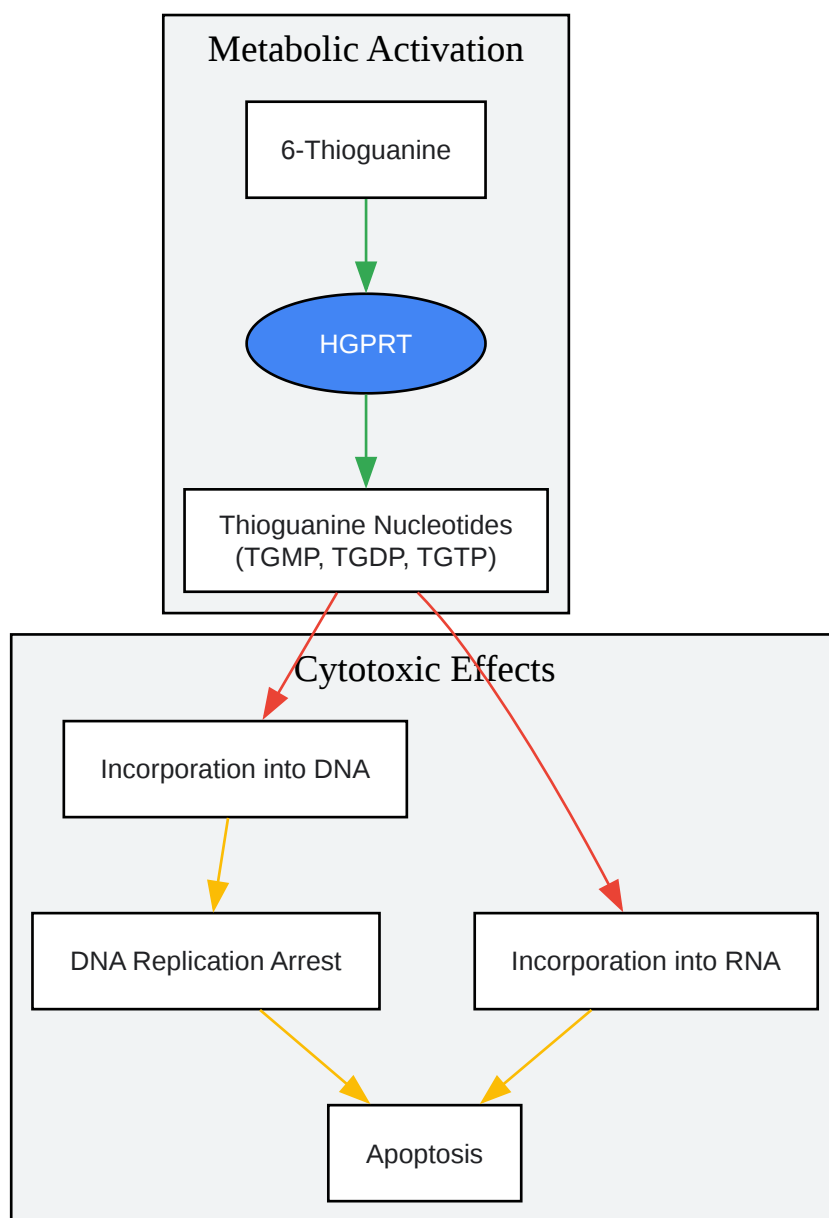 Metabolic Activation
6-Thioguanine
HGPRT
Thioguanine Nucleotides
(TGMP, TGDP, TGTP)
Cytotoxic Effects
Incorporation into DNA
DNA Replication Arrest
Incorporation into RNA
Apoptosis